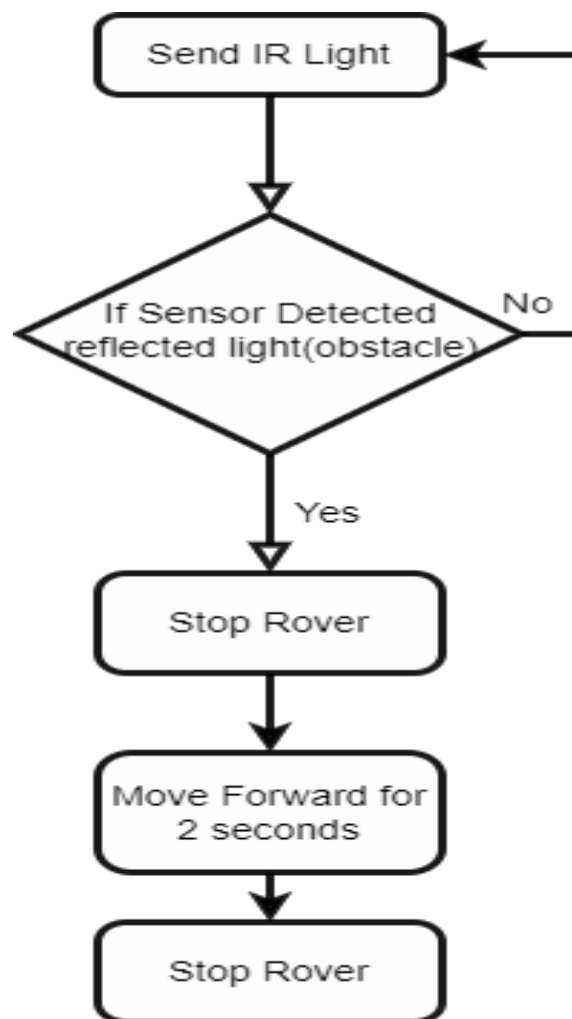 Send IR Light
If Sensor Detected
reflected light(obstacle)
No
Yes
Stop Rover
Move Forward for
2 seconds
Stop Rover